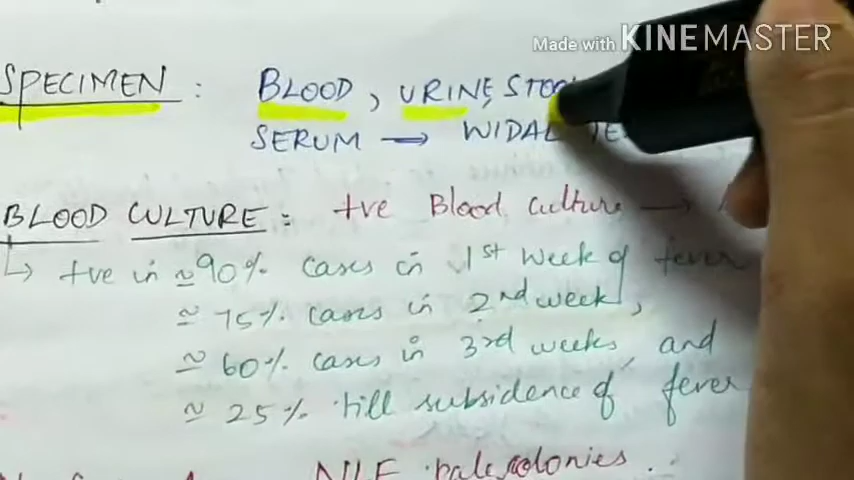 Made with KINEMASTER
SPECIMEN : BLOOD, URINE, STOO
SERUM → WIDAL TE
BLOOD CULTURE : +ve Blood culture →
↳ +ve in ≃90% cases in 1st week of fever
≃ 75% cases in 2nd week,
≃ 60% cases in 3rd weeks, and
≃ 25% till subsidence of fever
NLF pale colonies.